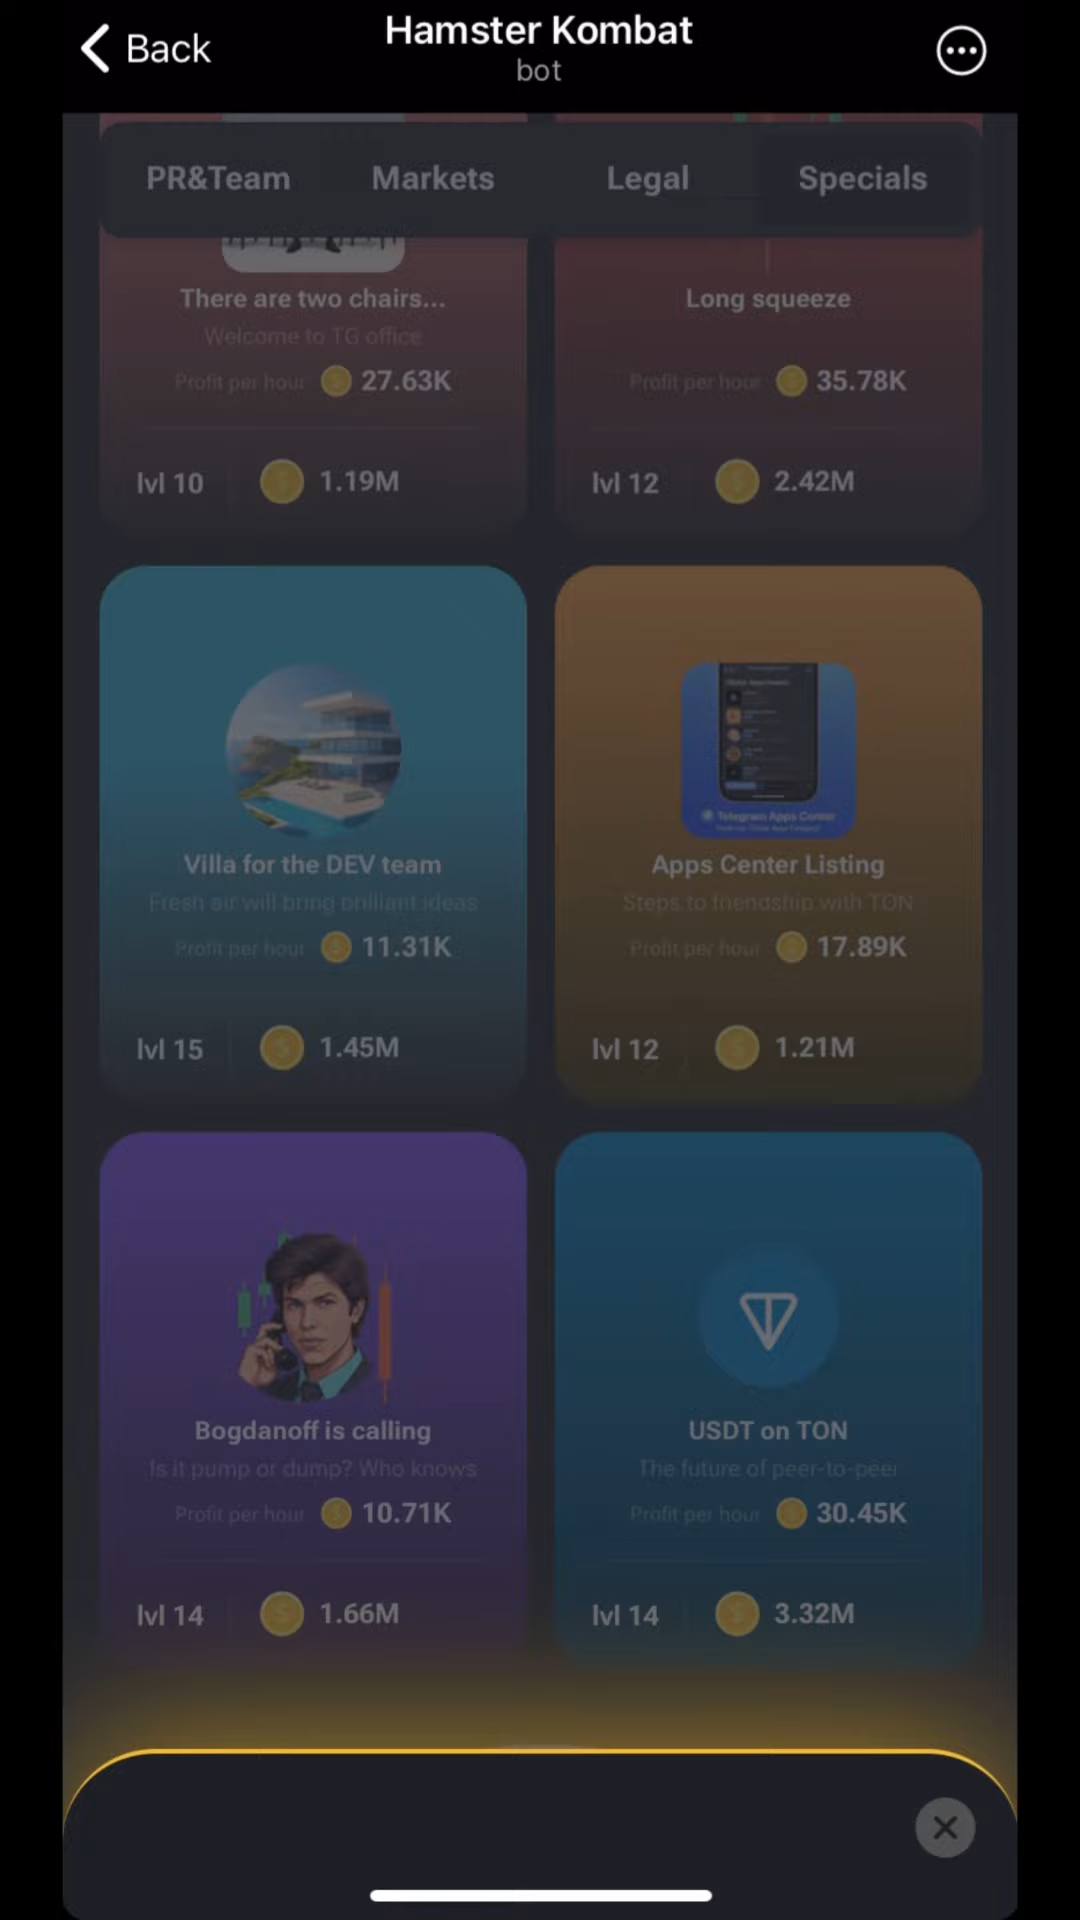 Back
Hamster Kombat
bot
PR&Team
Markets
Legal
Specials
There are two chairs...
Welcome to TG office
Profit per hour 27.63K
lvl 10 1.19M
Long squeeze
Profit per hour 35.78K
lvl 12 2.42M
Villa for the DEV team
Fresh air will bring brilliant ideas
Profit per hour 11.31K
lvl 15 1.45M
Telegram Apps Center
Apps Center Listing
Steps to friendship with TON
Profit per hour 17.89K
lvl 12 1.21M
Bogdanoff is calling
Is it pump or dump? Who knows
Profit per hour 10.71K
lvl 14 1.66M
USDT on TON
The future of peer-to-peer
Profit per hour 30.45K
lvl 14 3.32M